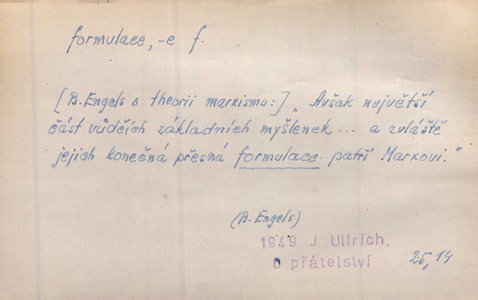 formulace, -e f.
[B. Engels o theorii marxismu:] „Avšak největší
část vůdčích základních myšlenek... a zvláště
jejich konečná přesná formulace patří Marxovi.“
(B. Engels)
1949 J. Ullrich,
O přátelství
25, 14